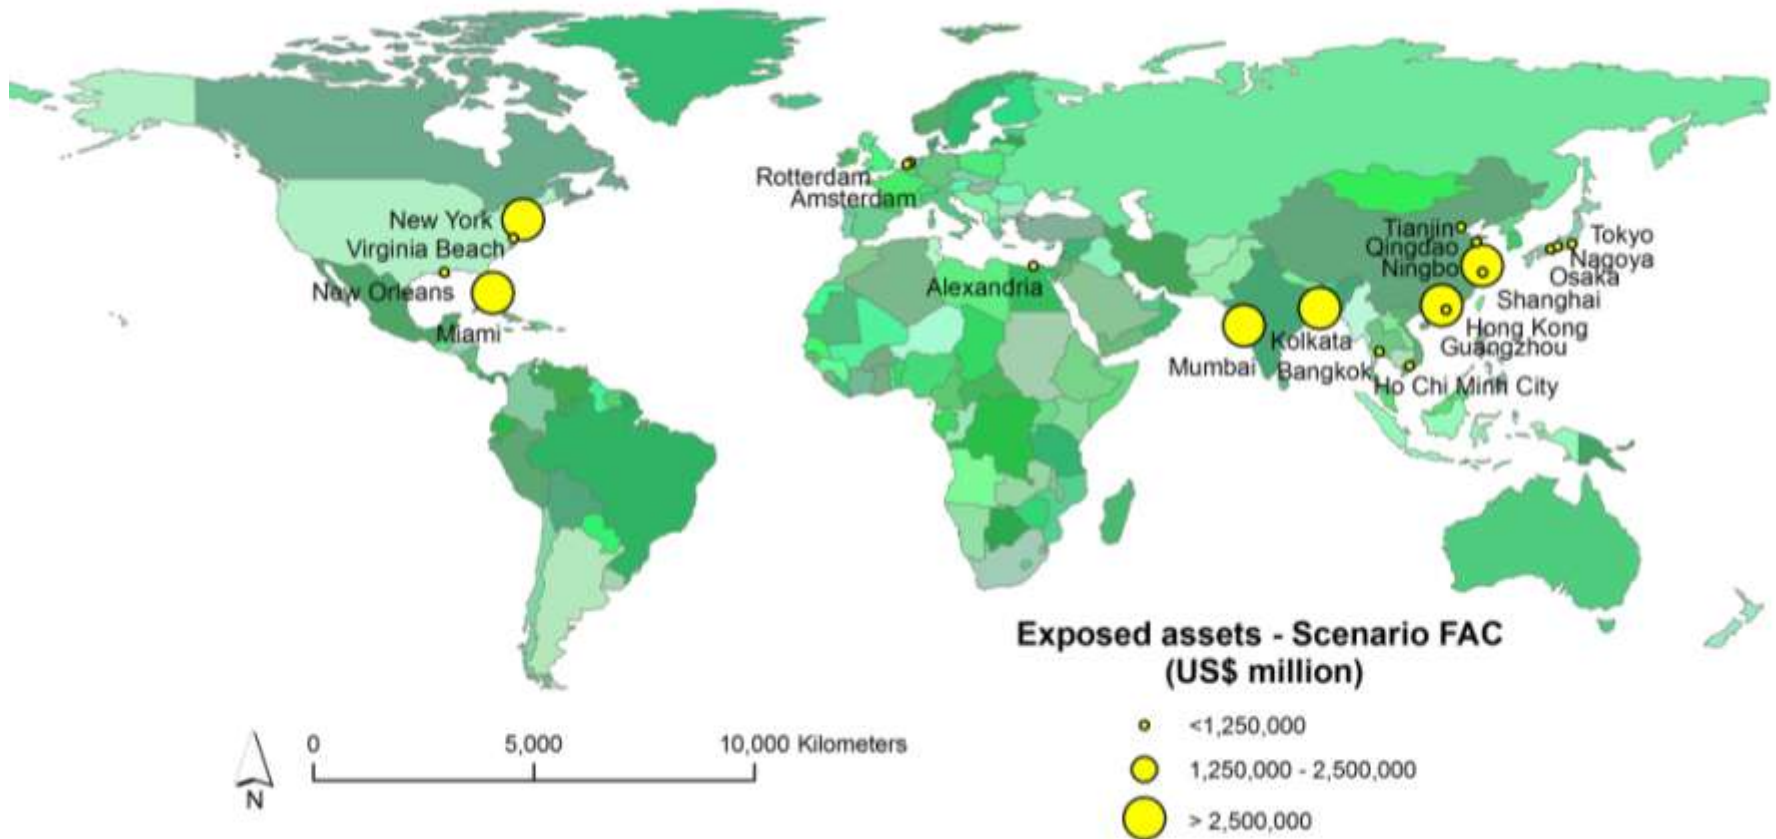 Rotterdam
Amsterdam
New York
Virginia Beach
New Orleans
Miami
Alexandria
Tianjin
Qingdao
Ningbo
Tokyo
Nagoya
Osaka
Shanghai
Hong Kong
Guangzhou
Kolkata
Mumbai
Bangkok
Ho Chi Minh City
Exposed assets - Scenario FAC
(US$ million)
<1,250,000
1,250,000 - 2,500,000
> 2,500,000
0 5,000 10,000 Kilometers
N